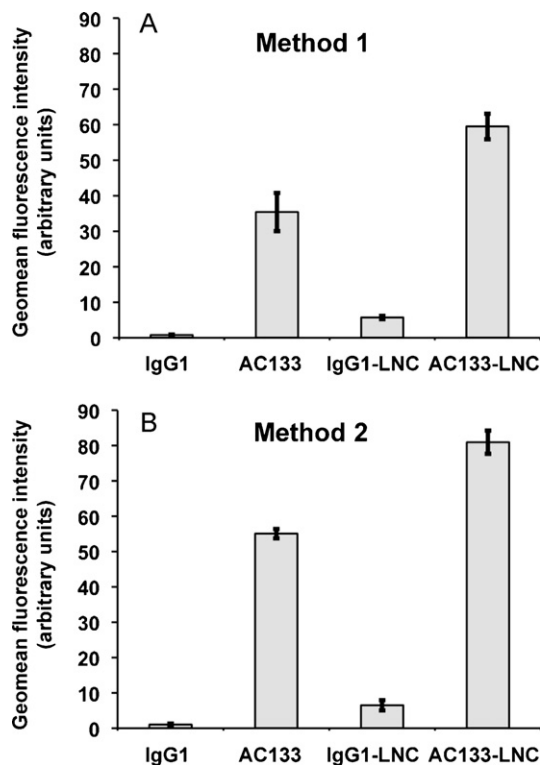 A
Method 1
Geomean fluorescence intensity
(arbitrary units)
90
80
70
60
50
40
30
20
10
0
IgG1 AC133 IgG1-LNC AC133-LNC
B
Method 2
Geomean fluorescence intensity
(arbitrary units)
90
80
70
60
50
40
30
20
10
0
IgG1 AC133 IgG1-LNC AC133-LNC